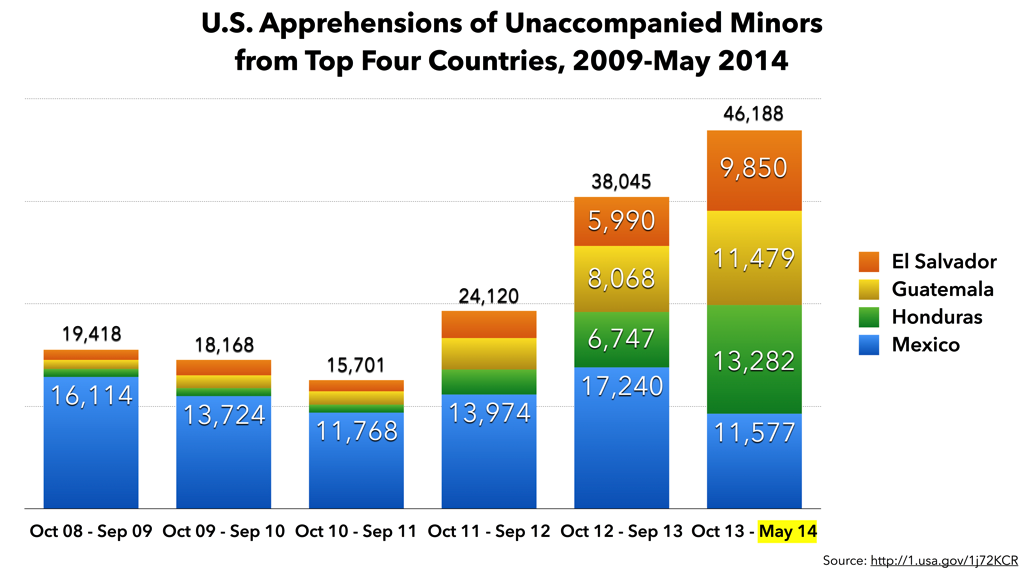 U.S. Apprehensions of Unaccompanied Minors
from Top Four Countries, 2009-May 2014
46,188
9,850
38,045
5,990
11,479
8,068
24,120
19,418
18,168
15,701
6,747
13,282
16,114
13,724
11,768
13,974
17,240
11,577
El Salvador
Guatemala
Honduras
Mexico
Oct 08 - Sep 09
Oct 09 - Sep 10
Oct 10 - Sep 11
Oct 11 - Sep 12
Oct 12 - Sep 13
Oct 13 - May 14
Source: http://1.usa.gov/1j72KCR